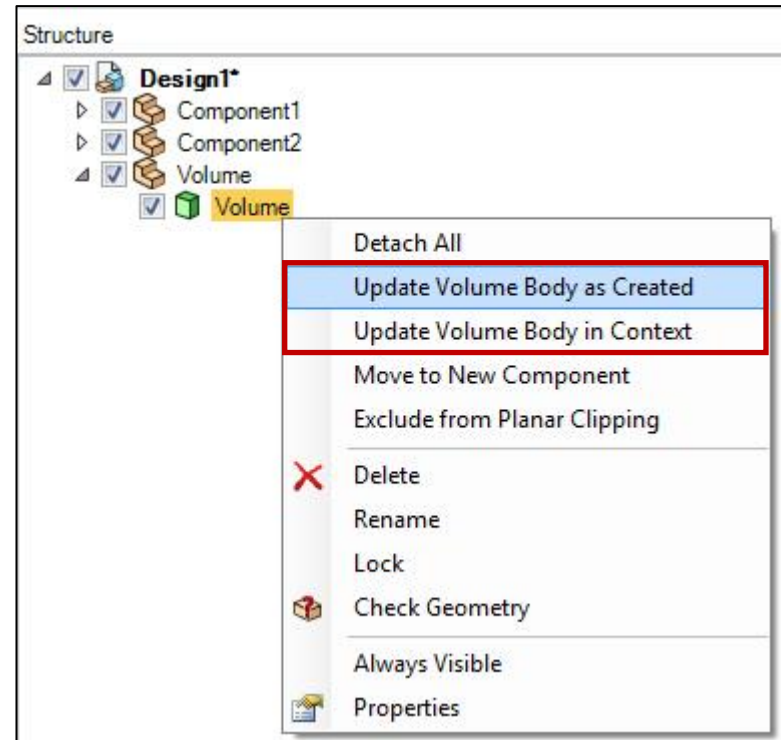 Structure
Design1*
Component1
Component2
Volume
Volume
Detach All
Update Volume Body as Created
Update Volume Body in Context
Move to New Component
Exclude from Planar Clipping
Delete
Rename
Lock
Check Geometry
Always Visible
Properties